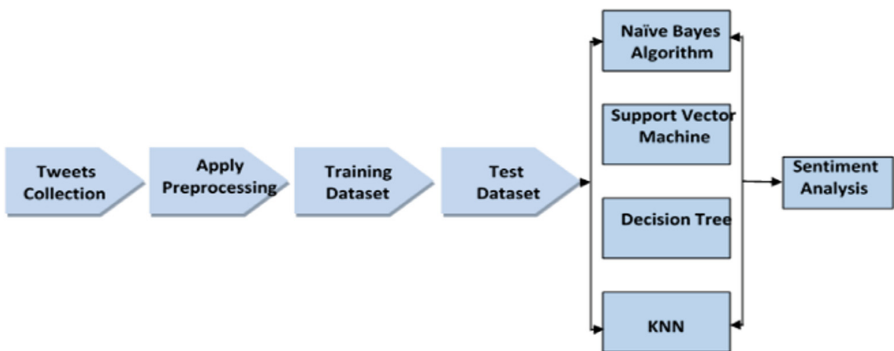 Tweets
Collection
Apply
Preprocessing
Training
Dataset
Test
Dataset
Naïve Bayes
Algorithm
Support Vector
Machine
Decision Tree
KNN
Sentiment
Analysis